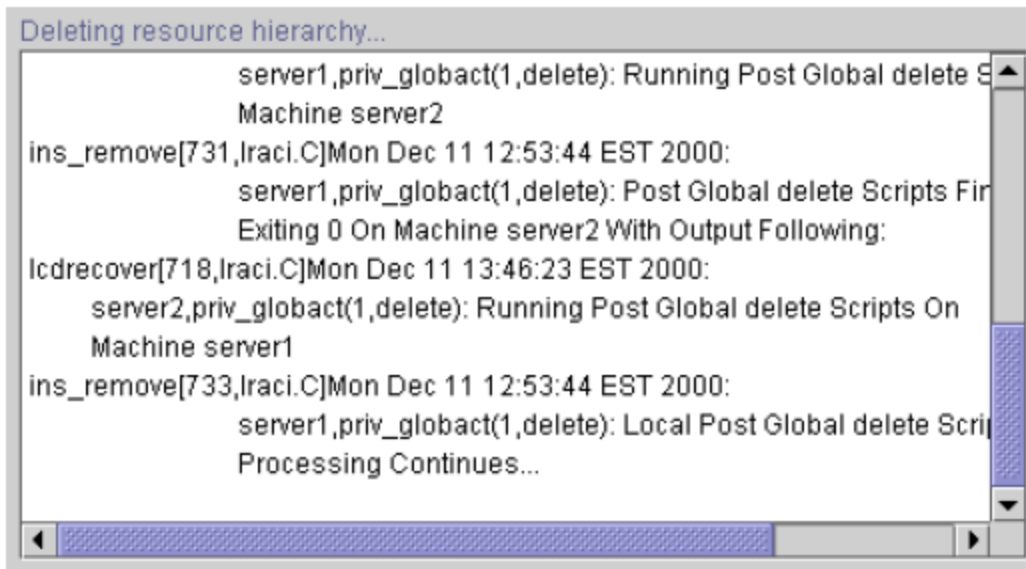 Deleting resource hierarchy...
server1,priv_globact(1,delete): Running Post Global delete S
Machine server2
ins_remove[731,lraci.C]Mon Dec 11 12:53:44 EST 2000:
server1,priv_globact(1,delete): Post Global delete Scripts Fin
Exiting 0 On Machine server2 With Output Following:
lcdrecover[718,lraci.C]Mon Dec 11 13:46:23 EST 2000:
server2,priv_globact(1,delete): Running Post Global delete Scripts On
Machine server1
ins_remove[733,lraci.C]Mon Dec 11 12:53:44 EST 2000:
server1,priv_globact(1,delete): Local Post Global delete Scrip
Processing Continues...